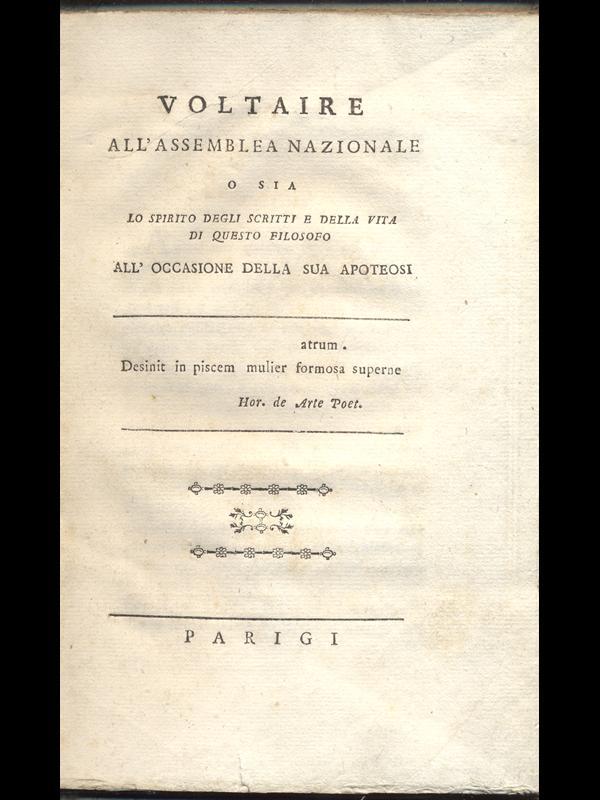 VOLTAIRE
ALL'ASSEMBLEA NAZIONALE
O SIA
LO SPIRITO DEGLI SCRITTI E DELLA VITA
DI QUESTO FILOSOFO
ALL' OCCASIONE DELLA SUA APOTEOSI
atrum.
Desinit in piscem mulier formosa superne
Hor. de Arte Poet.
PARIGI